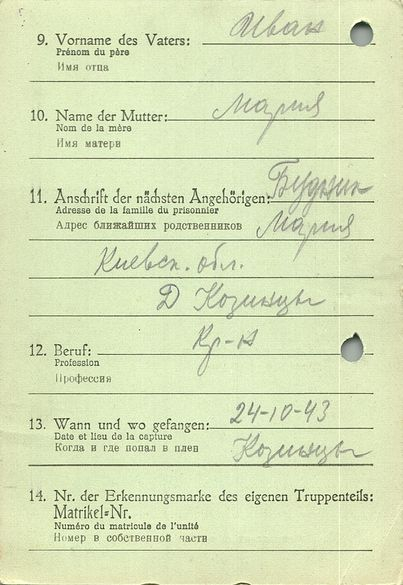 9. Vorname des Vaters: Иван
Prénom du père
Имя отца
10. Name der Mutter: Мария
Nom de la mère
Имя матери
11. Anschrift der nächsten Angehörigen: Будник
Adresse de la famille du prisonnier
Адрес ближайших родственников Мария
Киевск. обл.
Д Козинцы
12. Beruf: Кр-н
Profession
Профессия
13. Wann und wo gefangen: 24-10-43
Date et lieu de la capture
Когда и где попал в плен Козинцы
14. Nr. der Erkennungsmarke des eigenen Truppenteils:
Matrikel=Nr.
Numéro du matricule de l'unité
Номер в собственной части